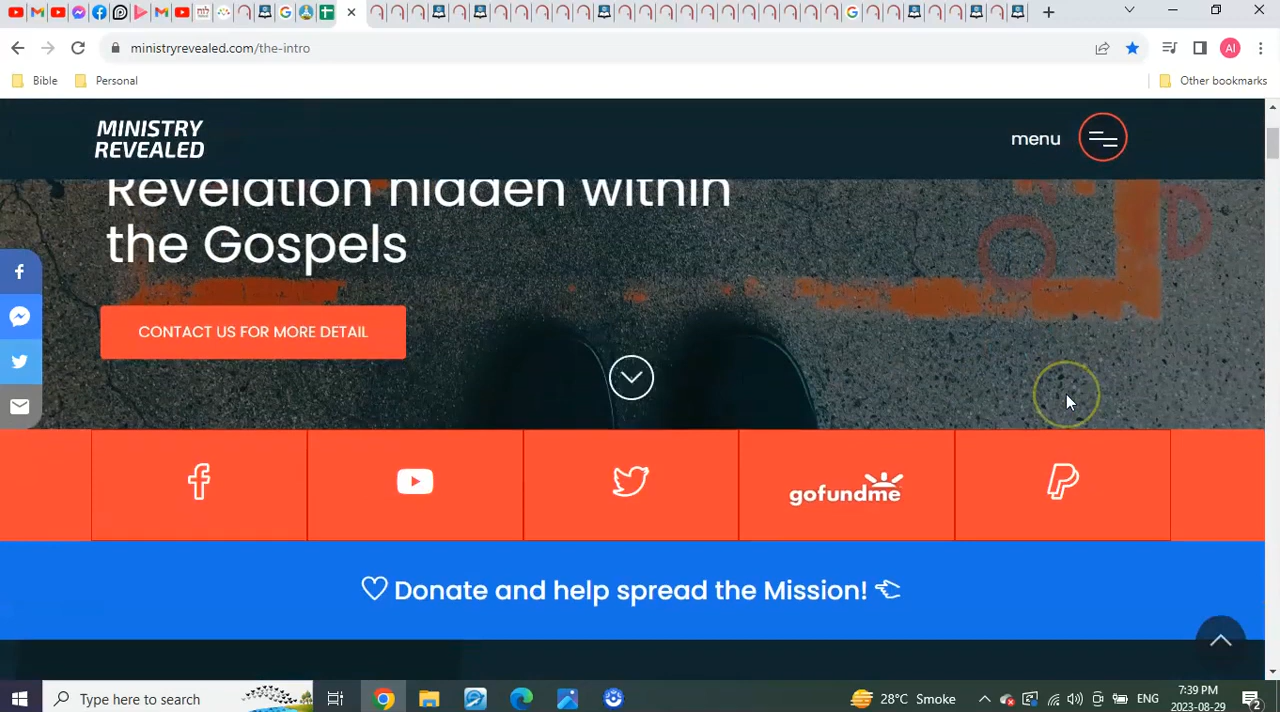 ministryrevealed.com/the-intro
AI
Bible
Personal
Other bookmarks
MINISTRY
REVEALED
menu
Revelation hidden within
the Gospels
CONTACT US FOR MORE DETAIL
gofundme
Donate and help spread the Mission!
Type here to search
28°C Smoke
ENG
7:39 PM
2023-08-29
2